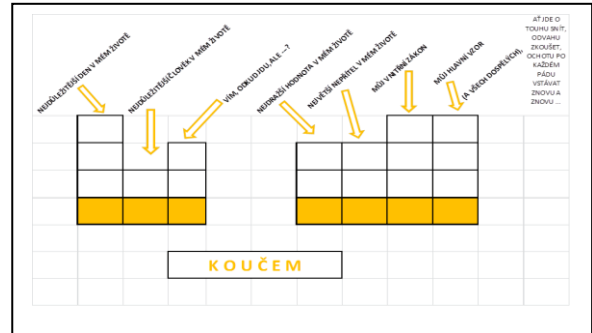 NEJDŮLEŽITĚJŠÍ DEN V MÉM ŽIVOTĚ
NEJDŮLEŽITĚJŠÍ ČLOVĚK V MÉM ŽIVOTĚ
VÍM, ODKUD JDU, ALE …?
NEJDRAŽŠÍ HODNOTA V MÉM ŽIVOTĚ
NEVĚTŠÍ NEPŘÍTEL V MÉM ŽIVOTĚ
MŮJ VNITŘNÍ ZÁKON
MŮJ HLAVNÍ VZOR
(A VŠECH DOSPĚLÝCH),
AŤ JDE O
TOUHU SNÍT,
ODVAHU
ZKOUŠET,
OCHOTU PO
KAŽDÉM
PÁDU
VSTÁVAT
ZNOVU A
ZNOVU …
KOUČEM